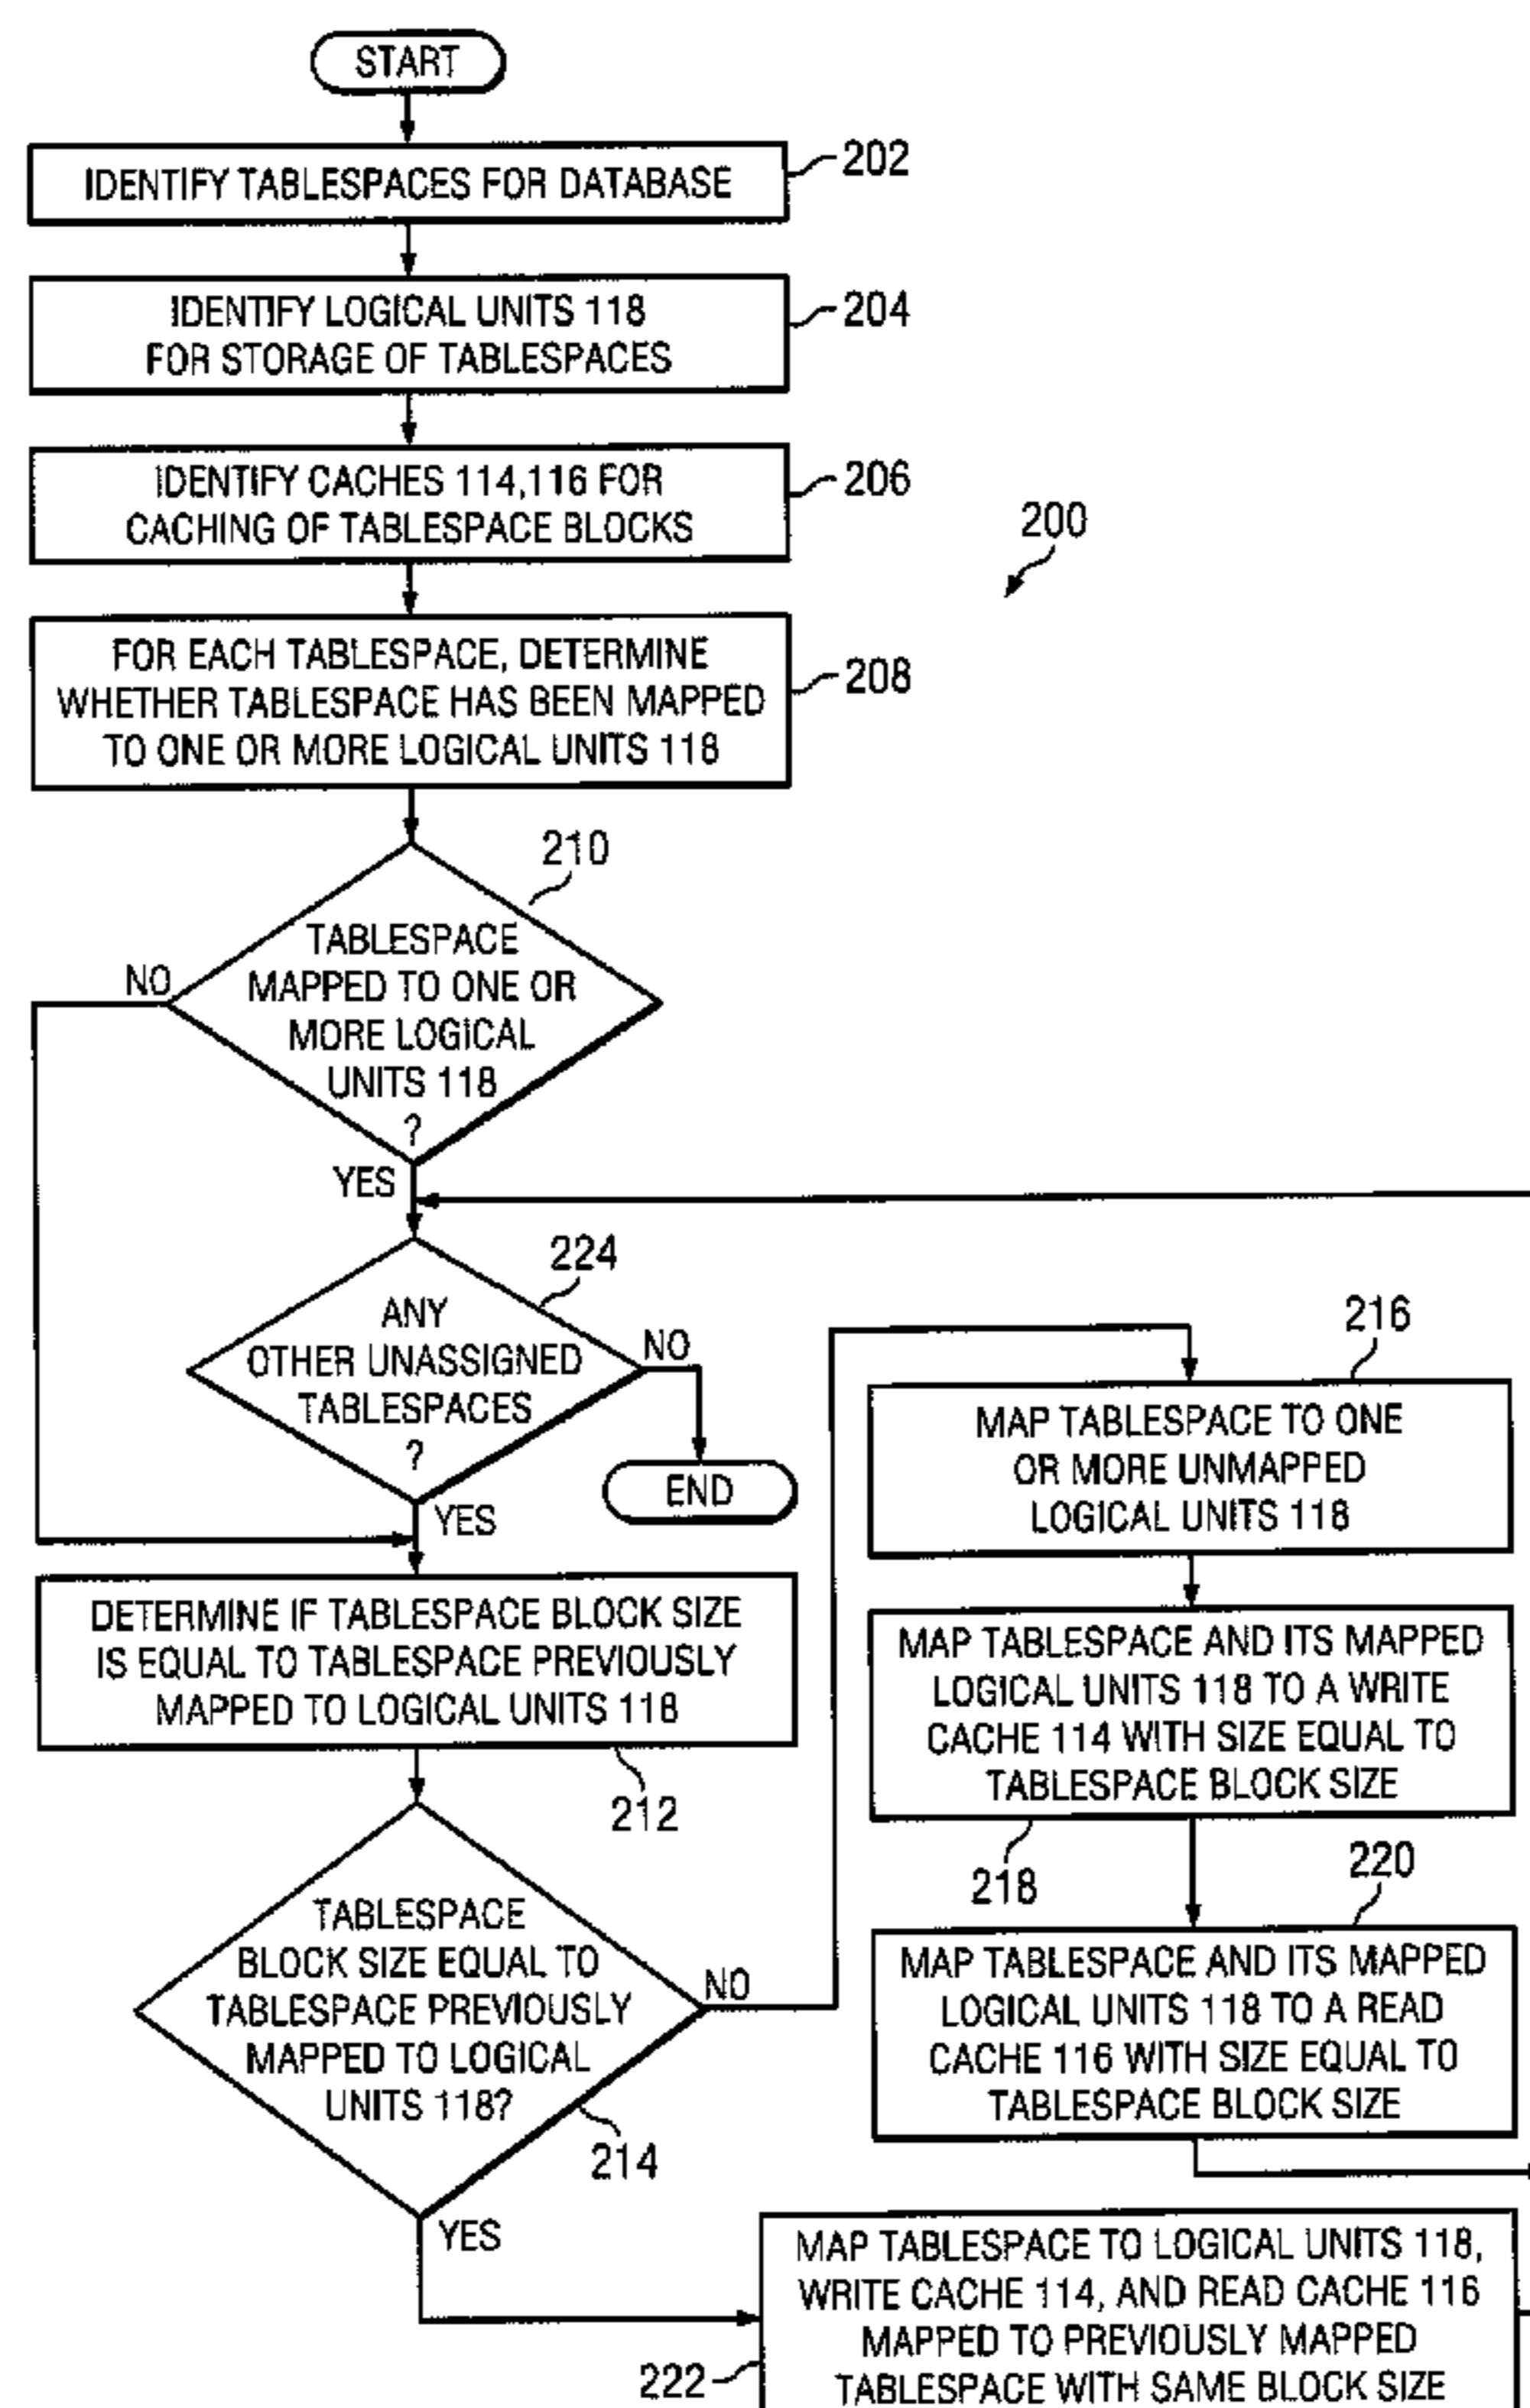 START
IDENTIFY TABLESPACES FOR DATABASE
202
IDENTIFY LOGICAL UNITS 118
FOR STORAGE OF TABLESPACES
204
IDENTIFY CACHES 114,116 FOR
CACHING OF TABLESPACE BLOCKS
206
200
FOR EACH TABLESPACE, DETERMINE
WHETHER TABLESPACE HAS BEEN MAPPED
TO ONE OR MORE LOGICAL UNITS 118
208
210
TABLESPACE
MAPPED TO ONE OR
MORE LOGICAL
UNITS 118
?
NO
YES
224
ANY
OTHER UNASSIGNED
TABLESPACES
?
NO
END
YES
DETERMINE IF TABLESPACE BLOCK SIZE
IS EQUAL TO TABLESPACE PREVIOUSLY
MAPPED TO LOGICAL UNITS 118
212
TABLESPACE
BLOCK SIZE EQUAL TO
TABLESPACE PREVIOUSLY
MAPPED TO LOGICAL
UNITS 118?
NO
214
YES
216
MAP TABLESPACE TO ONE
OR MORE UNMAPPED
LOGICAL UNITS 118
MAP TABLESPACE AND ITS MAPPED
LOGICAL UNITS 118 TO A WRITE
CACHE 114 WITH SIZE EQUAL TO
TABLESPACE BLOCK SIZE
218
220
MAP TABLESPACE AND ITS MAPPED
LOGICAL UNITS 118 TO A READ
CACHE 116 WITH SIZE EQUAL TO
TABLESPACE BLOCK SIZE
MAP TABLESPACE TO LOGICAL UNITS 118,
WRITE CACHE 114, AND READ CACHE 116
MAPPED TO PREVIOUSLY MAPPED
TABLESPACE WITH SAME BLOCK SIZE
222